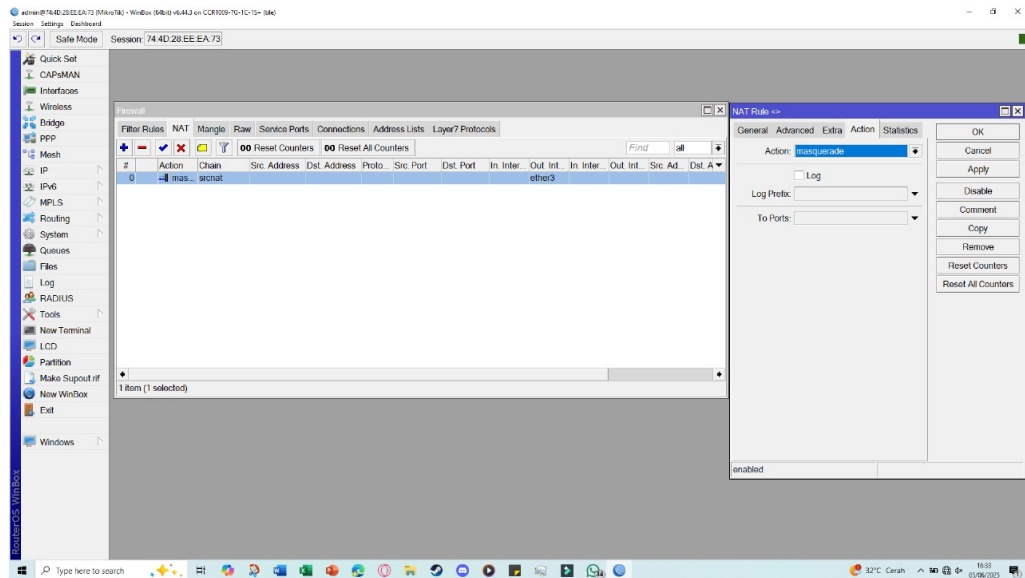 admin@74:4D:28:EE:EA:73 (MikroTik) - WinBox (64bit) v6.44.3 on CCR1009-7G-1C-1S+ (tile)
Session Settings Dashboard
Safe Mode Session: 74:4D:28:EE:EA:73
Quick Set
CAPsMAN
Interfaces
Wireless
Bridge
PPP
Mesh
IP
IPv6
MPLS
Routing
System
Queues
Files
Log
RADIUS
Tools
New Terminal
LCD
Partition
Make Supout.rif
New WinBox
Exit
Windows
RouterOS WinBox
Firewall
Filter Rules NAT Mangle Raw Service Ports Connections Address Lists Layer7 Protocols
00 Reset Counters 00 Reset All Counters Find all
# Action Chain Src. Address Dst. Address Proto... Src. Port Dst. Port In. Inter... Out. Int... In. Inter... Out. Int... Src. Ad... Dst. A
0 mas... srcnat ether3
1 item (1 selected)
NAT Rule <>
General Advanced Extra Action Statistics
Action: masquerade
Log
Log Prefix:
To Ports:
OK
Cancel
Apply
Disable
Comment
Copy
Remove
Reset Counters
Reset All Counters
enabled
Type here to search
32°C Cerah
16:33
05/06/2025